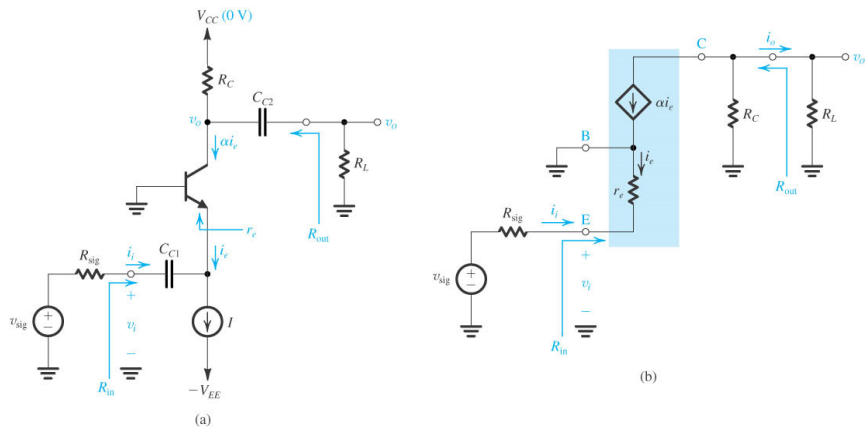 V_CC (0 V)
R_C
C_C2
v_o
v_o
αi_e
R_L
r_e
R_out
R_sig
i_i
C_C1
i_e
+
v_sig
+
−
v_i
I
−
R_in
−V_EE
(a)
C
i_o
v_o
αi_e
R_C
R_L
B
i_e
R_out
r_e
R_sig
i_i
E
+
v_sig
+
−
v_i
−
R_in
(b)